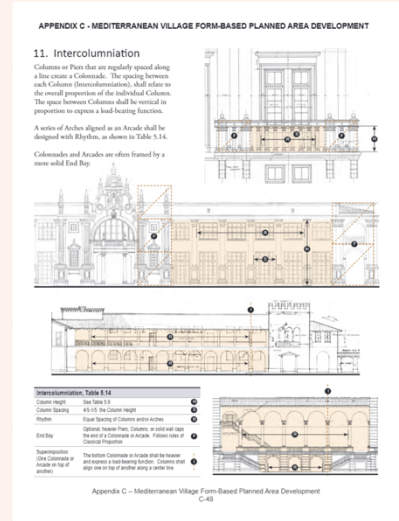 APPENDIX C - MEDITERRANEAN VILLAGE FORM-BASED PLANNED AREA DEVELOPMENT
11. Intercolumniation
Columns or Piers that are regularly spaced along
a line create a Colonnade. The spacing between
each Column (Intercolumniation), shall relate to
the overall proportion of the individual Column.
The space between Columns shall be vertical in
proportion to express a load-bearing function.
A series of Arches aligned as an Arcade shall be
designed with Rhythm, as shown in Table 5.14.
Colonnades and Arcades are often framed by a
more solid End Bay.
Intercolumniation, Table 5.14
Column Height See Table 5.9
Column Spacing 4/5-1/5 the Column Height
Rhythm Equal Spacing of Columns and/or Arches
End Bay
Optional, heavier Piers, Columns, or solid wall caps
the end of a Colonnade or Arcade. Follows rules of
Classical Proportion
Superimposition
(One Colonnade or
Arcade on top of
another)
The bottom Colonnade or Arcade shall be heavier
and express a load-bearing function. Columns shall
align one on top of another along a center line
Appendix C – Mediterranean Village Form-Based Planned Area Development
C-48